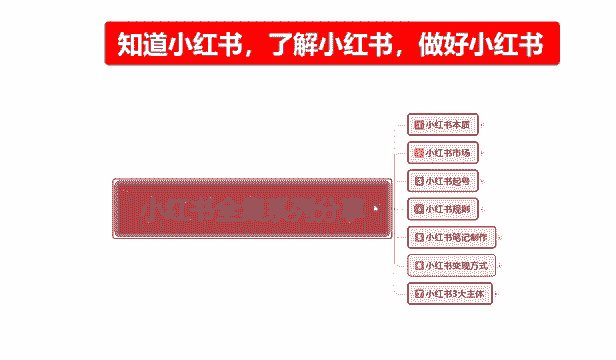 知道小红书，了解小红书，做好小红书
1 小红书本质
2 小红书市场
3 小红书起号
4 小红书规则
5 小红书笔记制作
6 小红书变现方式
7 小红书3大主体